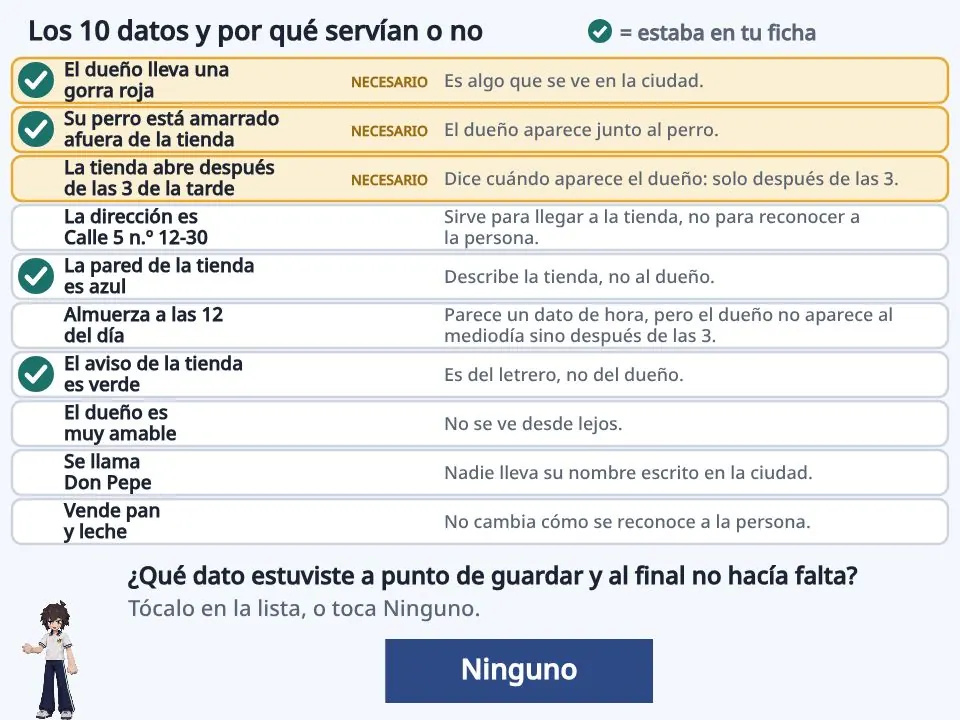 Los 10 datos y por qué servían o no
= estaba en tu ficha
El dueño lleva una
gorra roja
NECESARIO
Es algo que se ve en la ciudad.
Su perro está amarrado
afuera de la tienda
NECESARIO
El dueño aparece junto al perro.
La tienda abre después
de las 3 de la tarde
NECESARIO
Dice cuándo aparece el dueño: solo después de las 3.
La dirección es
Calle 5 n.º 12-30
Sirve para llegar a la tienda, no para reconocer a
la persona.
La pared de la tienda
es azul
Describe la tienda, no al dueño.
Almuerza a las 12
del día
Parece un dato de hora, pero el dueño no aparece al
mediodía sino después de las 3.
El aviso de la tienda
es verde
Es del letrero, no del dueño.
El dueño es
muy amable
No se ve desde lejos.
Se llama
Don Pepe
Nadie lleva su nombre escrito en la ciudad.
Vende pan
y leche
No cambia cómo se reconoce a la persona.
¿Qué dato estuviste a punto de guardar y al final no hacía falta?
Tócalo en la lista, o toca Ninguno.
Ninguno